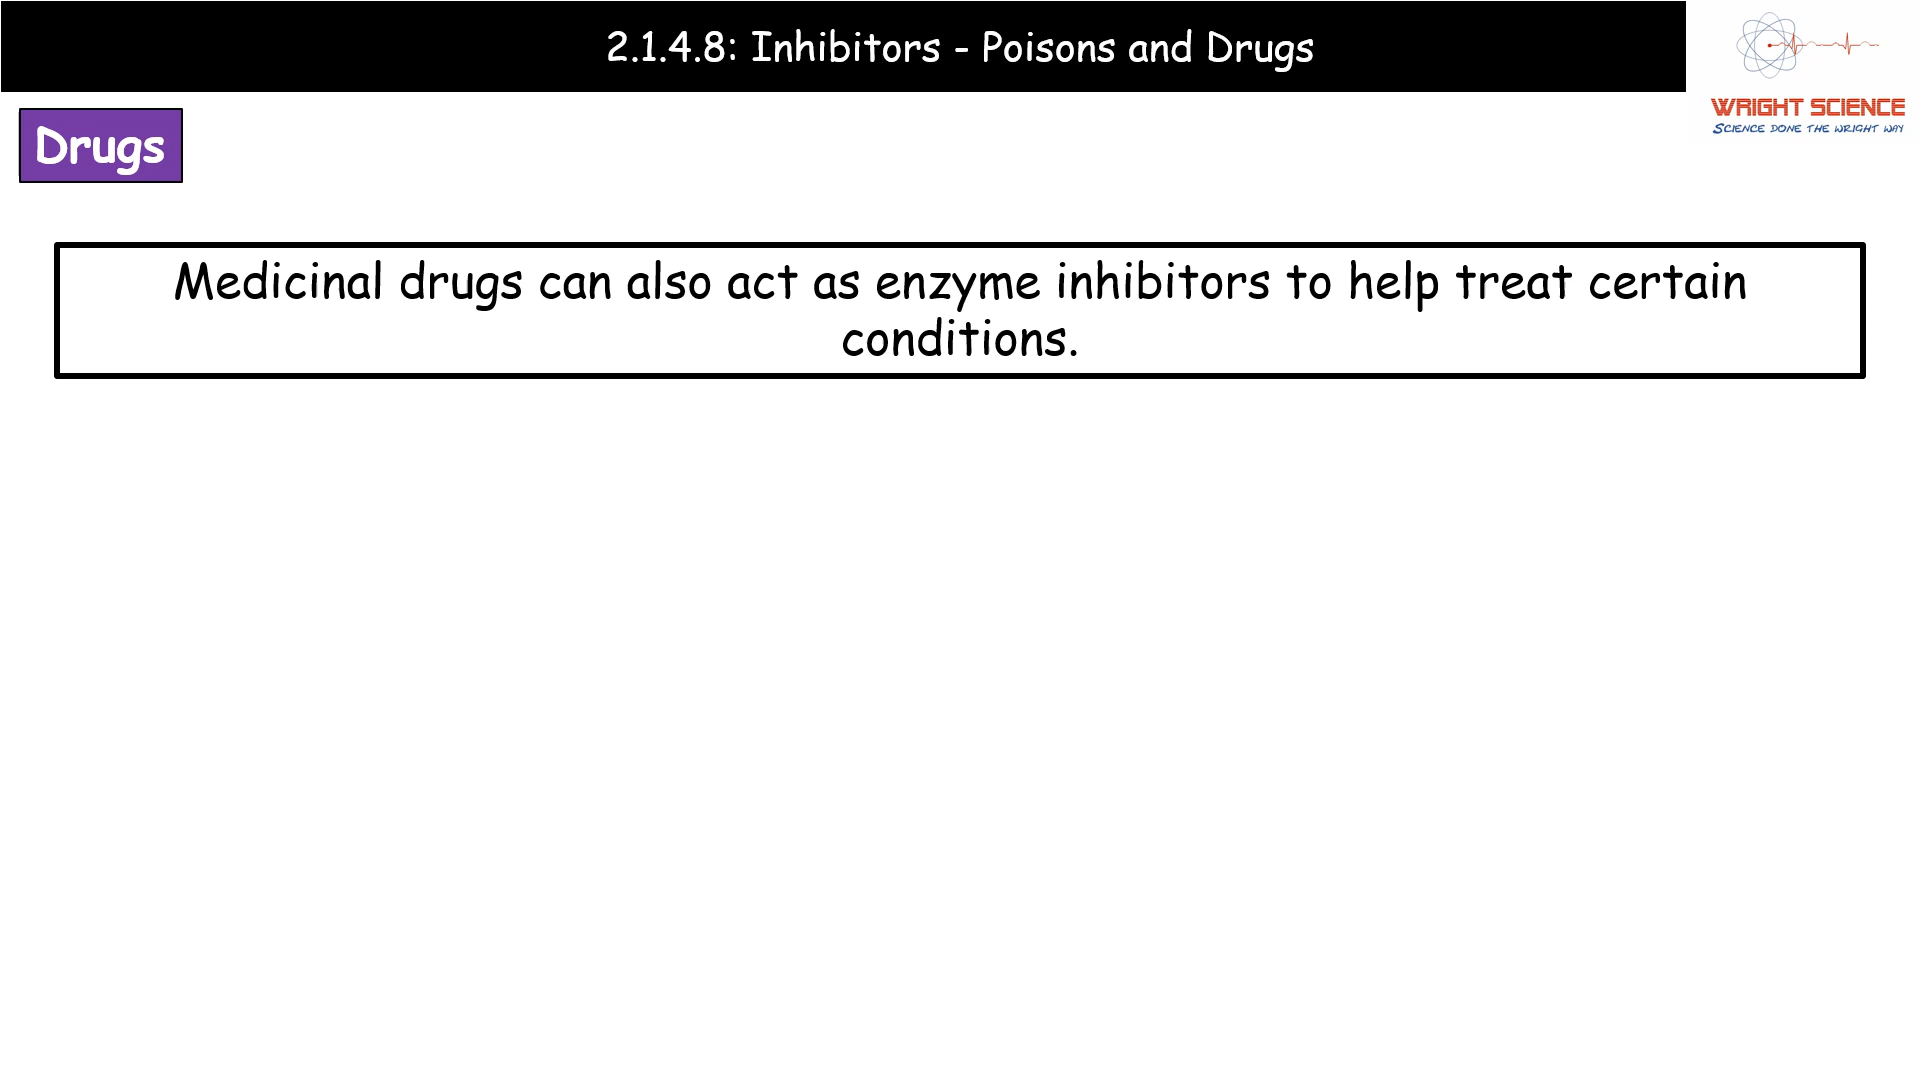 2.1.4.8: Inhibitors - Poisons and Drugs
WRIGHT SCIENCE
SCIENCE DONE THE WRIGHT WAY
Drugs
Medicinal drugs can also act as enzyme inhibitors to help treat certain
conditions.